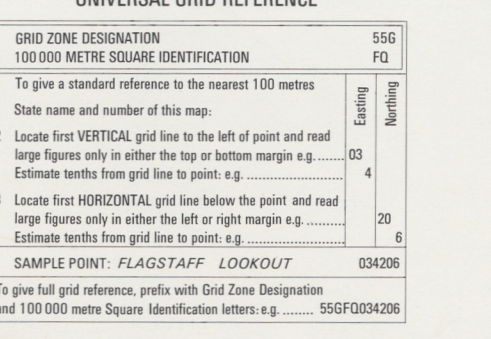 UNIVERSAL GRID REFERENCE
GRID ZONE DESIGNATION 55G
100 000 METRE SQUARE IDENTIFICATION FQ
To give a standard reference to the nearest 100 metres
State name and number of this map:
Easting
Northing
Locate first VERTICAL grid line to the left of point and read
large figures only in either the top or bottom margin e.g. ....... 03
Estimate tenths from grid line to point: e.g. ........................ 4
Locate first HORIZONTAL grid line below the point and read
large figures only in either the left or right margin e.g. .......... 20
Estimate tenths from grid line to point: e.g. ........................ 6
SAMPLE POINT: FLAGSTAFF LOOKOUT 034206
To give full grid reference, prefix with Grid Zone Designation
and 100 000 metre Square Identification letters: e.g. ........ 55GFQ034206